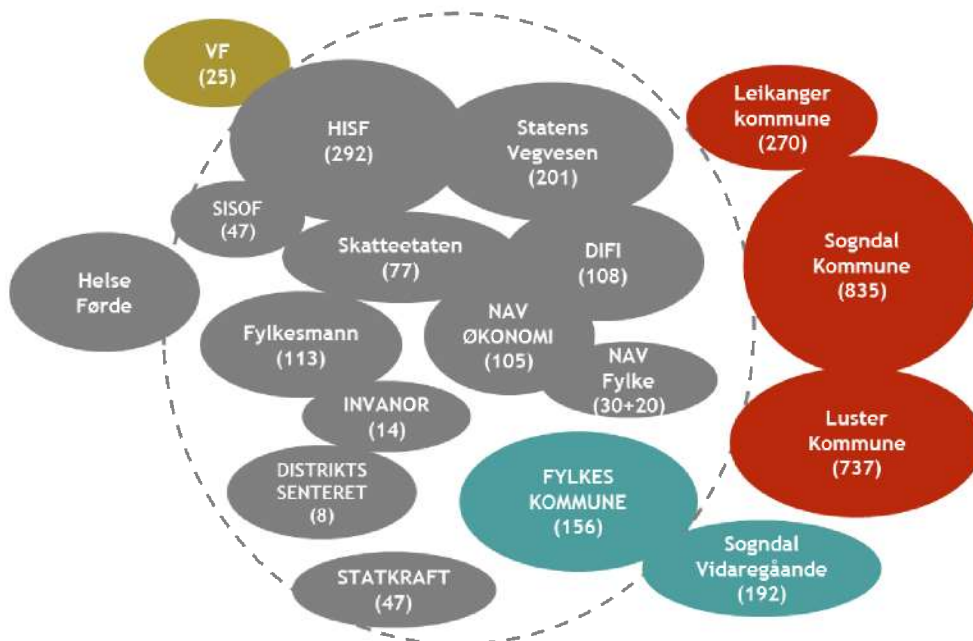 VF
(25)
HISF
(292)
Statens
Vegvesen
(201)
Leikanger
kommune
(270)
SISOF
(47)
Skatteetaten
(77)
DIFI
(108)
Sogndal
Kommune
(835)
Helse
Førde
Fylkesmann
(113)
NAV
ØKONOMI
(105)
NAV
Fylke
(30+20)
INVANOR
(14)
Luster
Kommune
(737)
DISTRIKTS
SENTERET
(8)
FYLKES
KOMMUNE
(156)
Sogndal
Vidaregåande
(192)
STATKRAFT
(47)